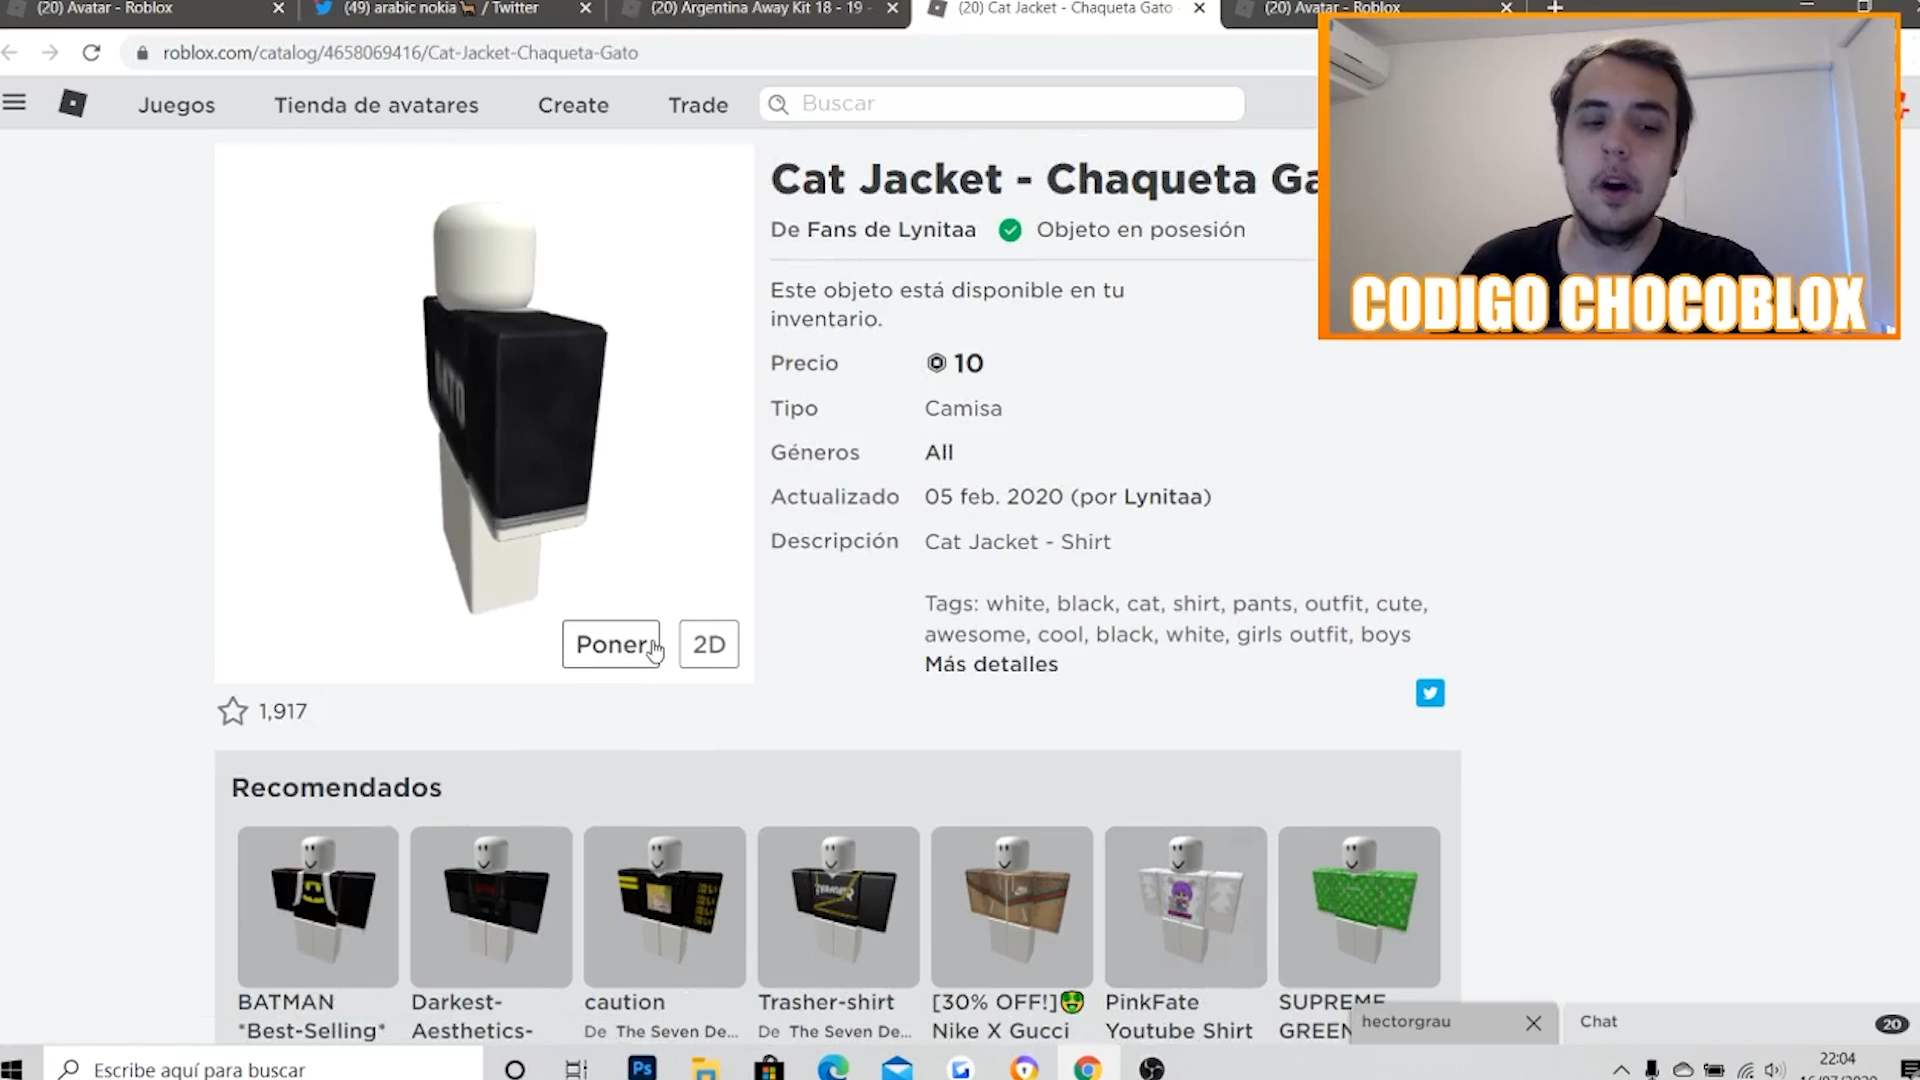 (20) Avatar - Roblox
(49) arabic nokia / Twitter
(20) Argentina Away Kit 18 - 19 -
(20) Cat Jacket - Chaqueta Gato
(20) Avatar - Roblox
roblox.com/catalog/4658069416/Cat-Jacket-Chaqueta-Gato
Juegos
Tienda de avatares
Create
Trade
Buscar
Cat Jacket - Chaqueta Ga
De Fans de Lynitaa
Objeto en posesión
CODIGO CHOCOBLOX
Este objeto está disponible en tu
inventario.
Precio 10
Tipo Camisa
Géneros All
Actualizado 05 feb. 2020 (por Lynitaa)
Descripción Cat Jacket - Shirt
Tags: white, black, cat, shirt, pants, outfit, cute,
awesome, cool, black, white, girls outfit, boys
Más detalles
Poner
2D
1,917
Recomendados
BATMAN
*Best-Selling*
Darkest-
Aesthetics-
caution
De The Seven De...
Trasher-shirt
De The Seven De...
[30% OFF!]🤑
Nike X Gucci
PinkFate
Youtube Shirt
SUPREME
GREEN
hectorgrau
Chat
20
Escribe aquí para buscar
Ps
22:04